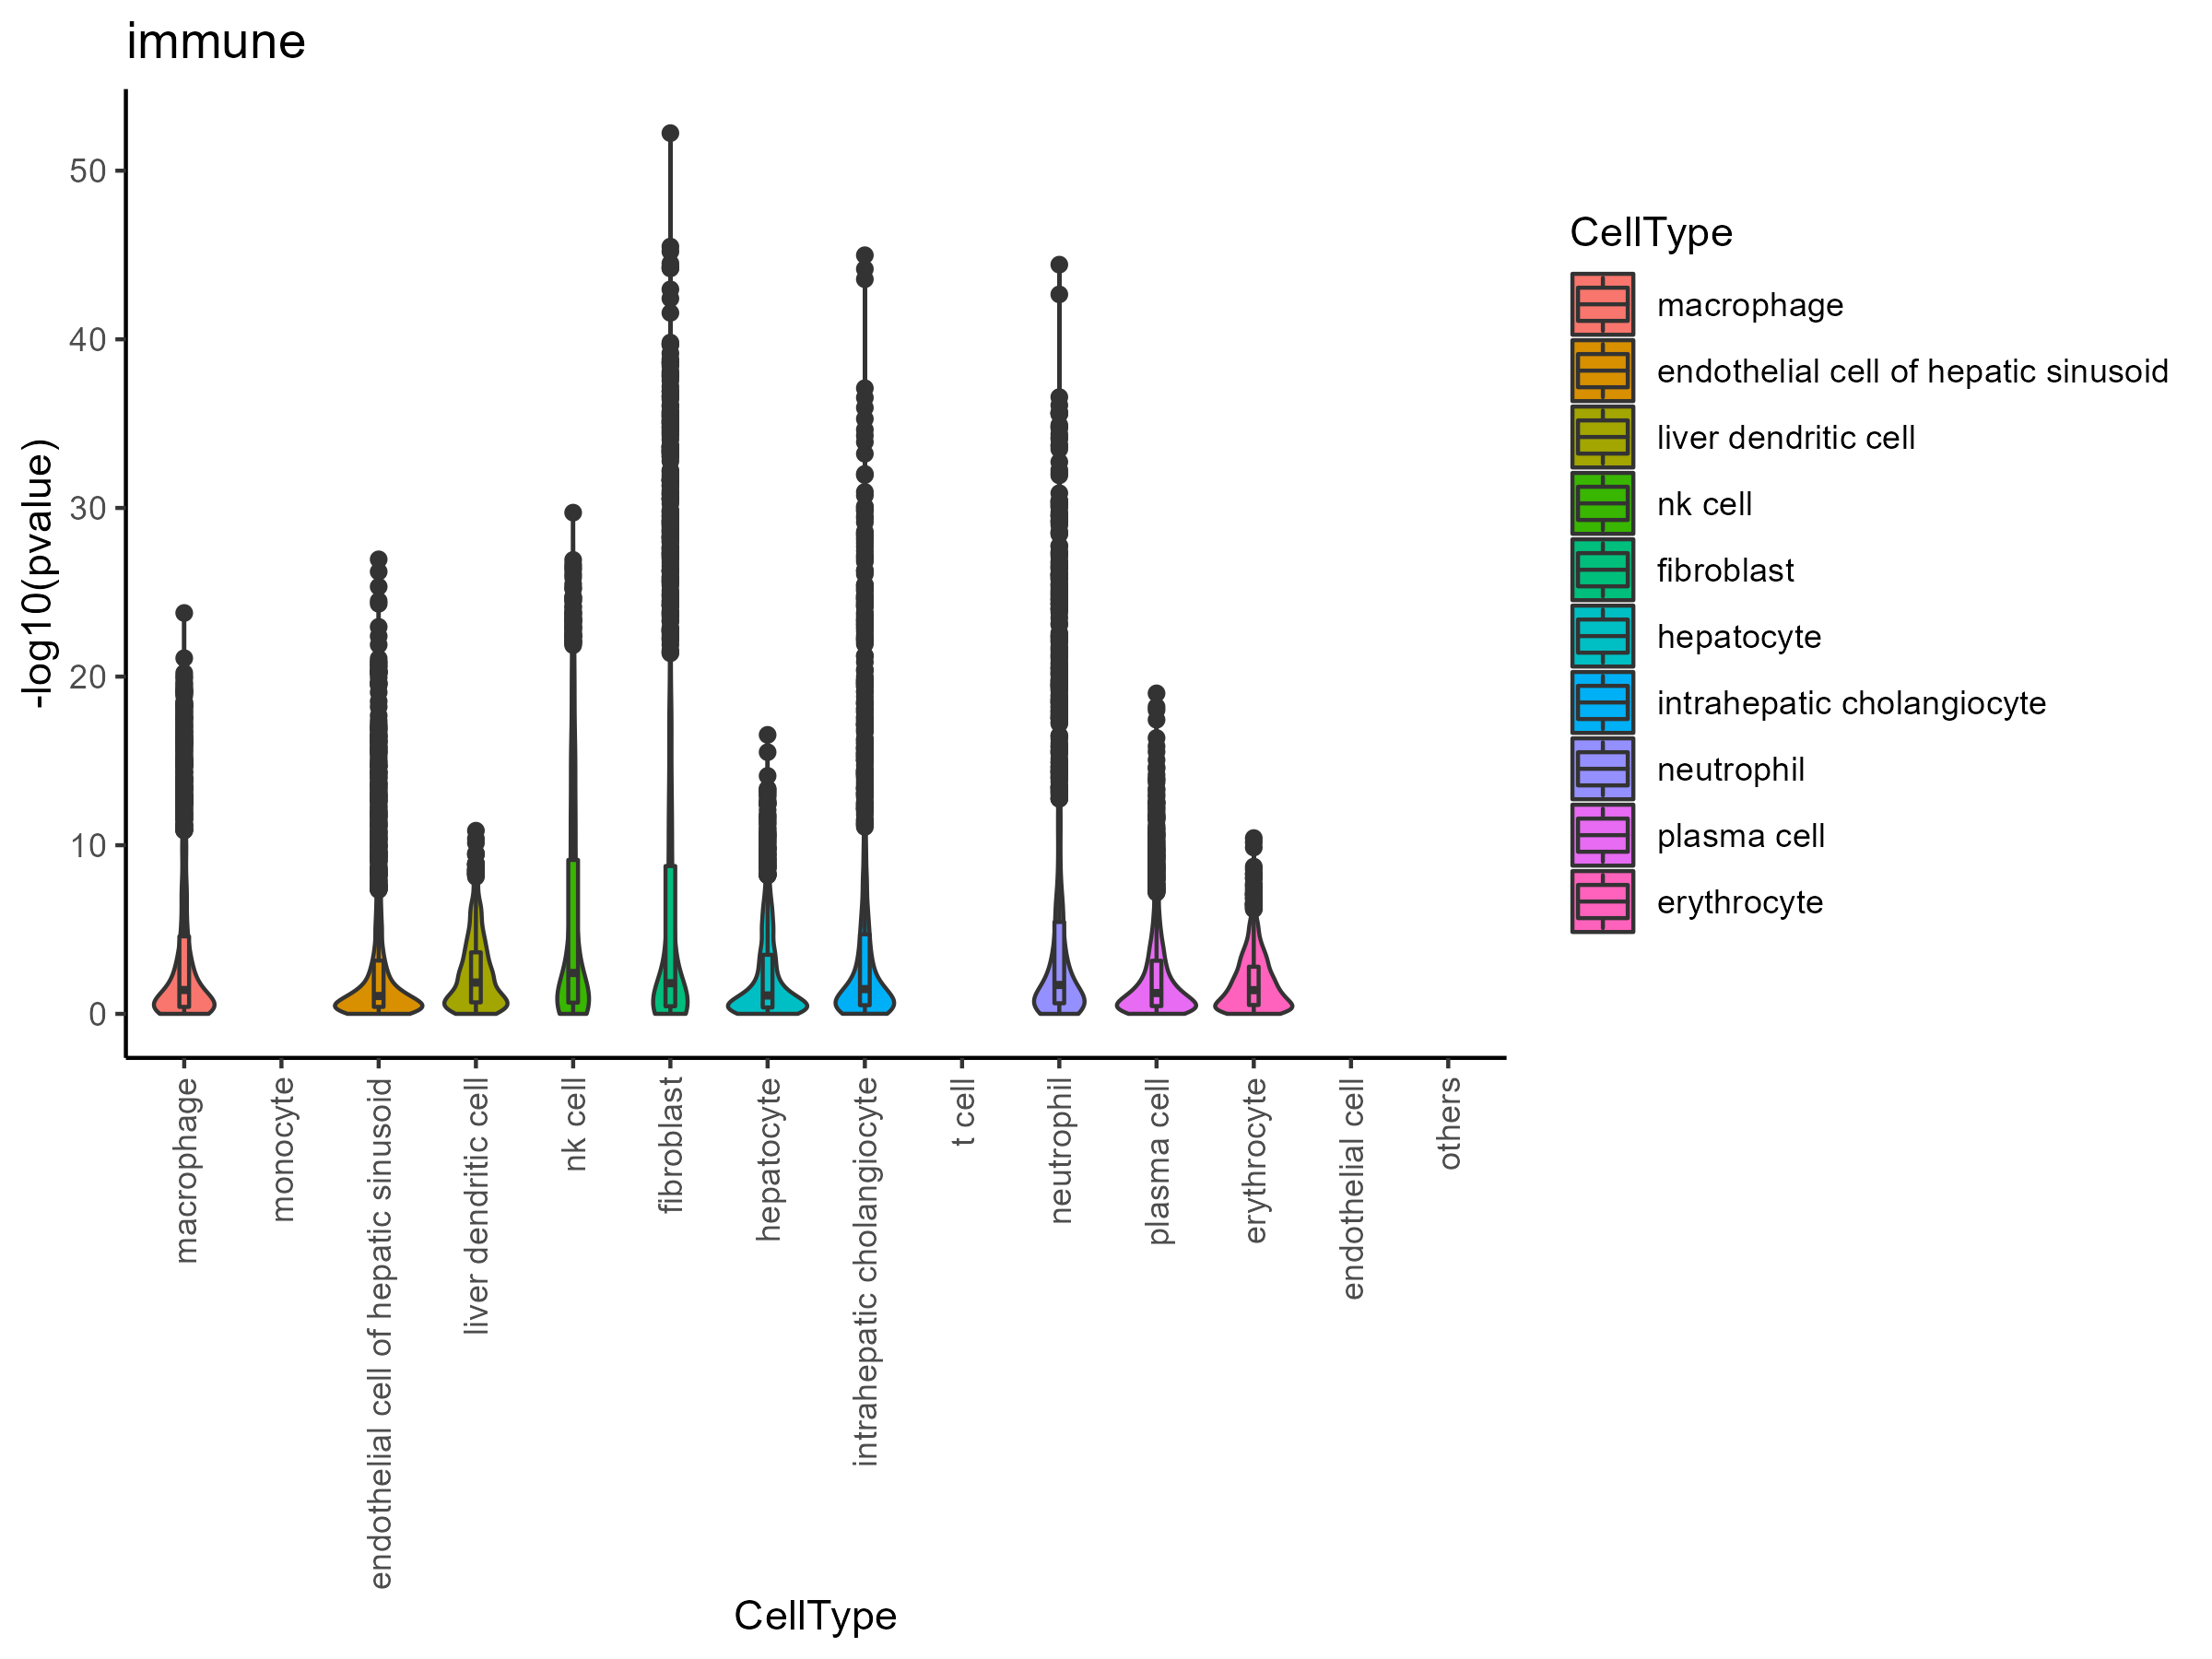 immune
-log10(pvalue)
50
40
30
20
10
0
macrophage
monocyte
endothelial cell of hepatic sinusoid
liver dendritic cell
nk cell
fibroblast
hepatocyte
intrahepatic cholangiocyte
t cell
neutrophil
plasma cell
erythrocyte
endothelial cell
others
CellType
CellType
macrophage
endothelial cell of hepatic sinusoid
liver dendritic cell
nk cell
fibroblast
hepatocyte
intrahepatic cholangiocyte
neutrophil
plasma cell
erythrocyte